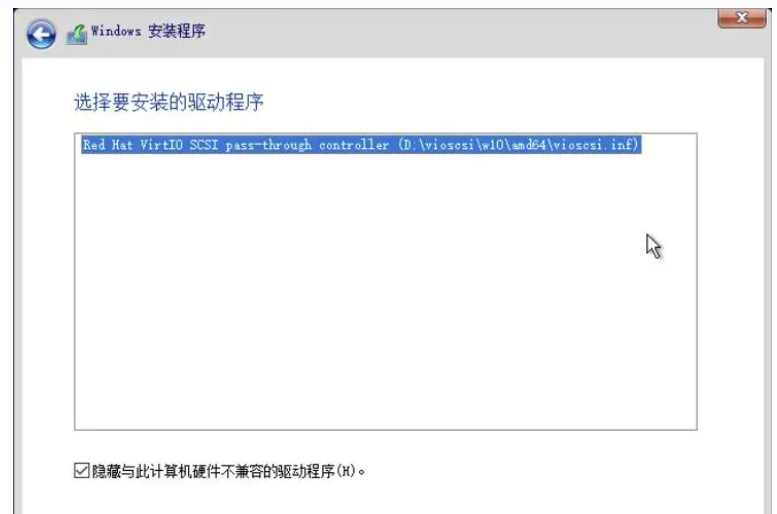 Windows 安装程序
选择要安装的驱动程序
Red Hat VirtIO SCSI pass-through controller (D:\vioscsi\w10\amd64\vioscsi.inf)
隐藏与此计算机硬件不兼容的驱动程序(H)。